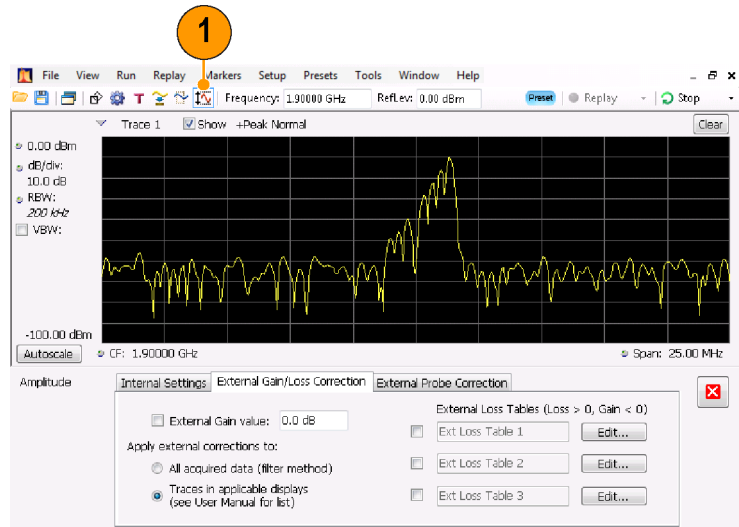 1
File View Run Replay Markers Setup Presets Tools Window Help
T Frequency: 1.90000 GHz RefLev: 0.00 dBm Preset Replay Stop
Trace 1 Show +Peak Normal Clear
0.00 dBm
dB/div:
10.0 dB
RBW:
200 kHz
VBW:
-100.00 dBm
Autoscale CF: 1.90000 GHz Span: 25.00 MHz
Amplitude Internal Settings External Gain/Loss Correction External Probe Correction
External Loss Tables (Loss > 0, Gain < 0)
External Gain value: 0.0 dB
Ext Loss Table 1 Edit...
Apply external corrections to:
All acquired data (filter method)
Ext Loss Table 2 Edit...
Traces in applicable displays
(see User Manual for list)
Ext Loss Table 3 Edit...